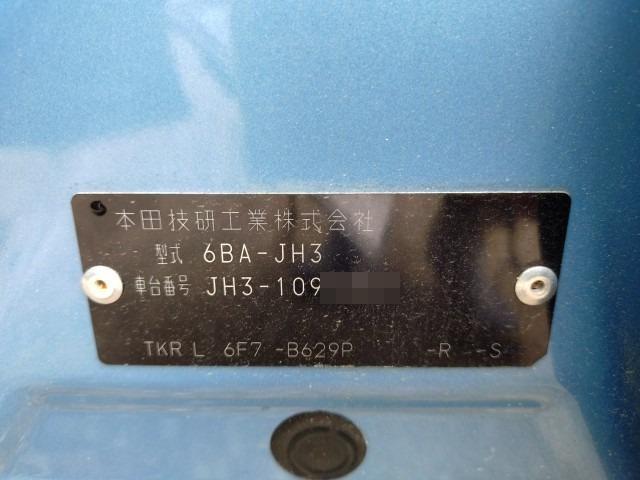 本田技研工業株式会社
型式 6BA-JH3
車台番号 JH3-109
TKR L 6F7 -B629P -R --S